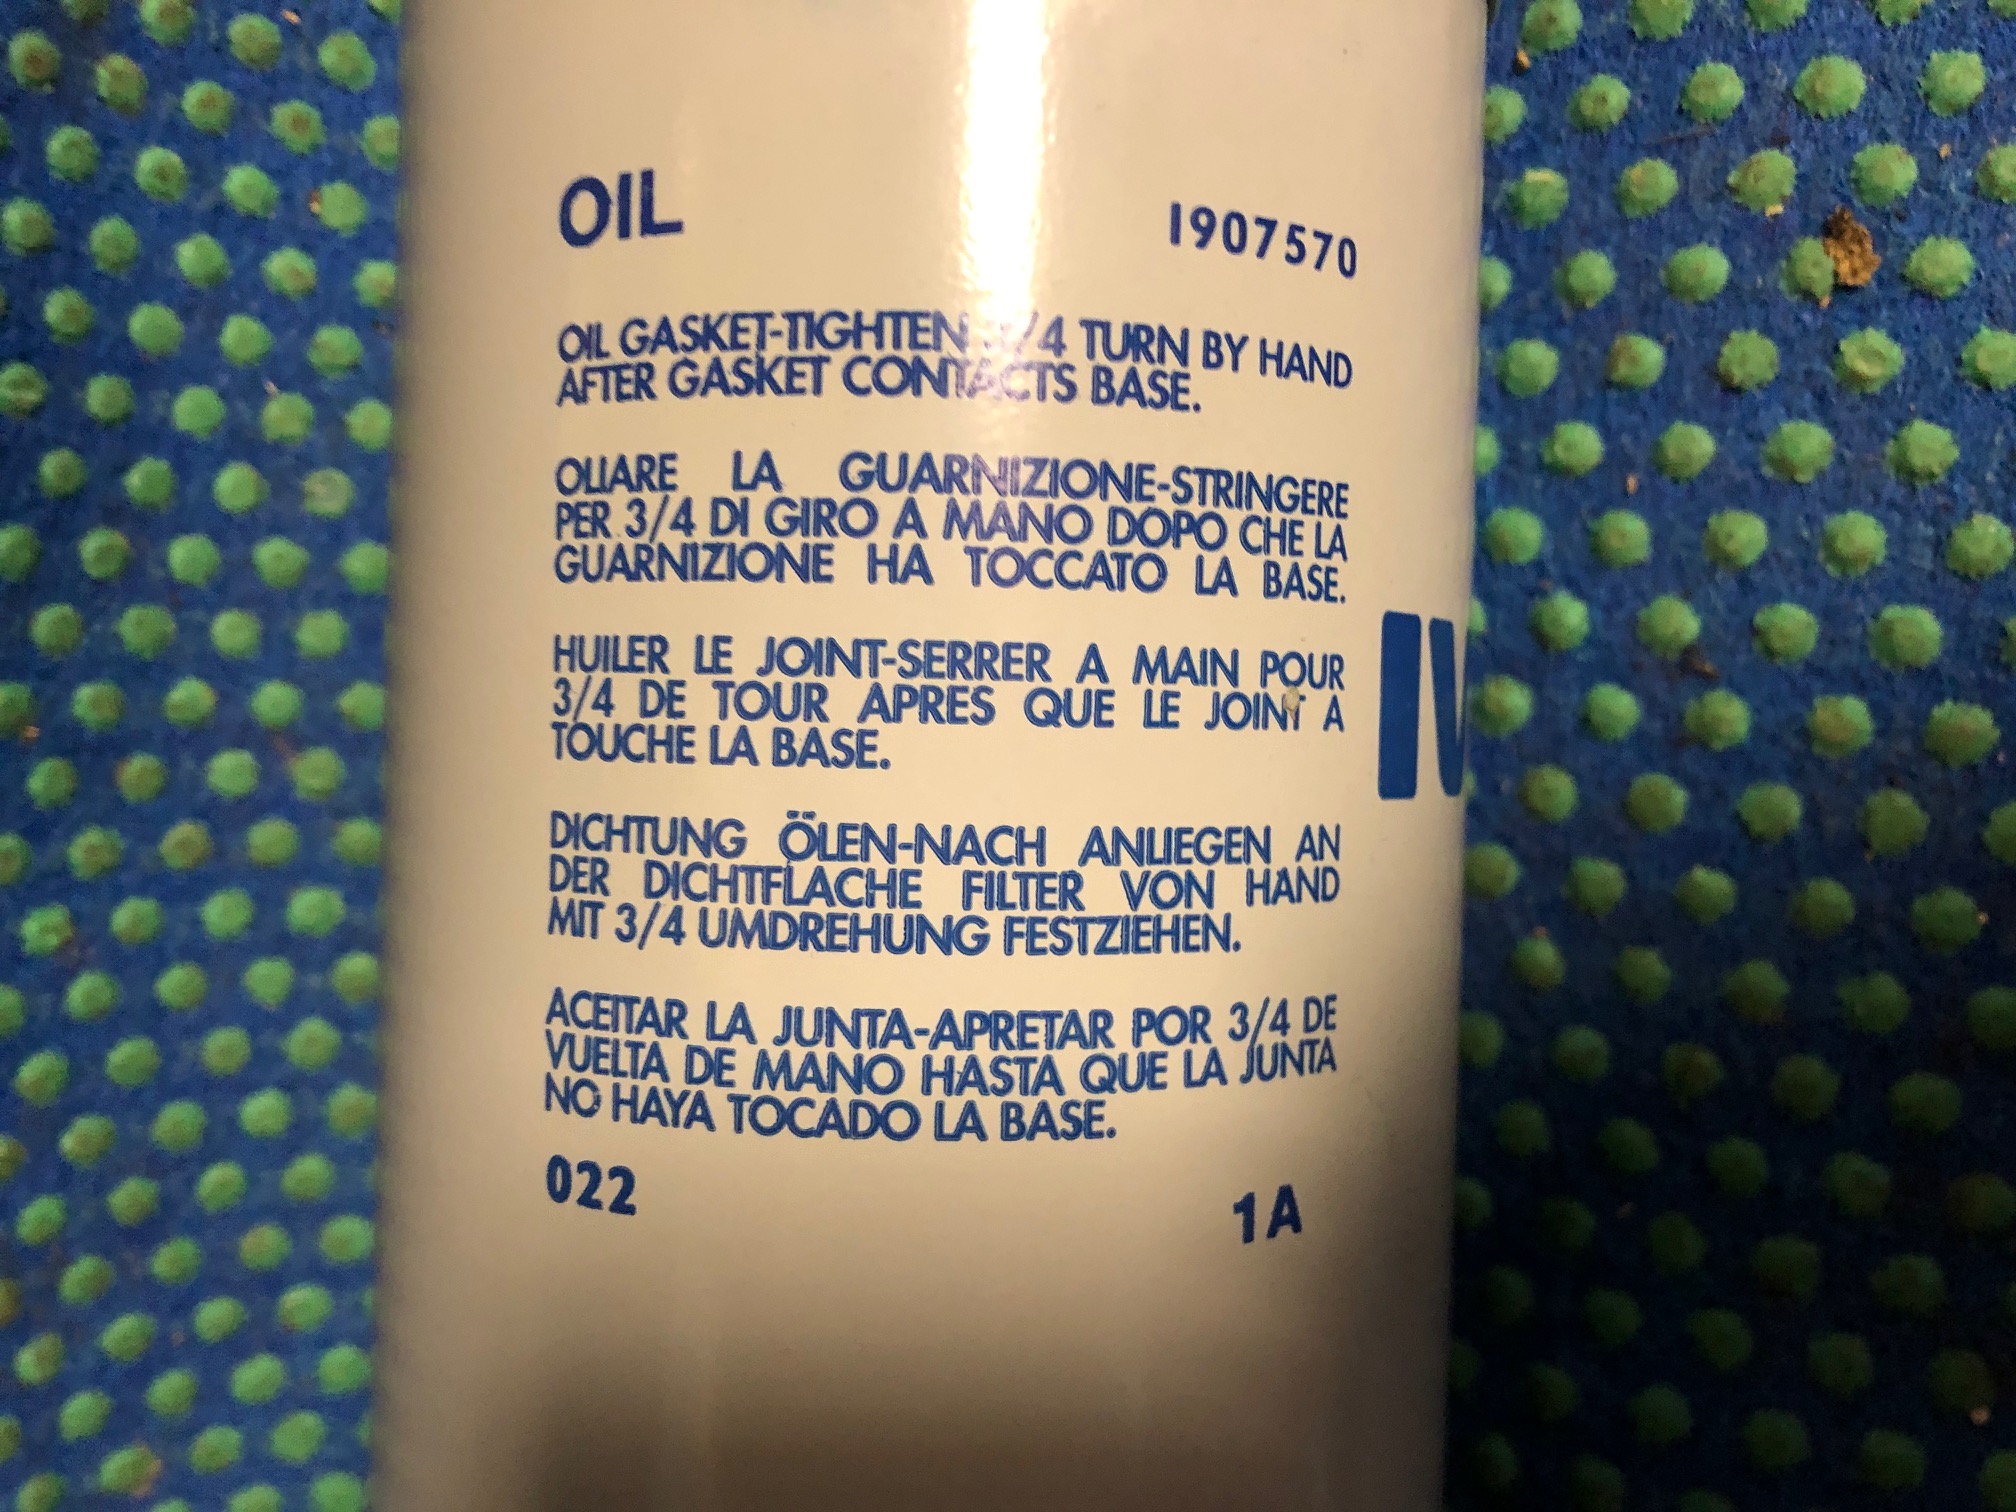 OIL
1907570
OIL GASKET-TIGHTEN 3/4 TURN BY HAND
AFTER GASKET CONTACTS BASE.
OLIARE LA GUARNIZIONE-STRINGERE
PER 3/4 DI GIRO A MANO DOPO CHE LA
GUARNIZIONE HA TOCCATO LA BASE.
HUILER LE JOINT-SERRER A MAIN POUR
3/4 DE TOUR APRES QUE LE JOINT A
TOUCHE LA BASE.
DICHTUNG ÖLEN-NACH ANLIEGEN AN
DER DICHTFLACHE FILTER VON HAND
MIT 3/4 UMDREHUNG FESTZIEHEN.
ACEITAR LA JUNTA-APRETAR POR 3/4 DE
VUELTA DE MANO HASTA QUE LA JUNTA
NO HAYA TOCADO LA BASE.
022
1A